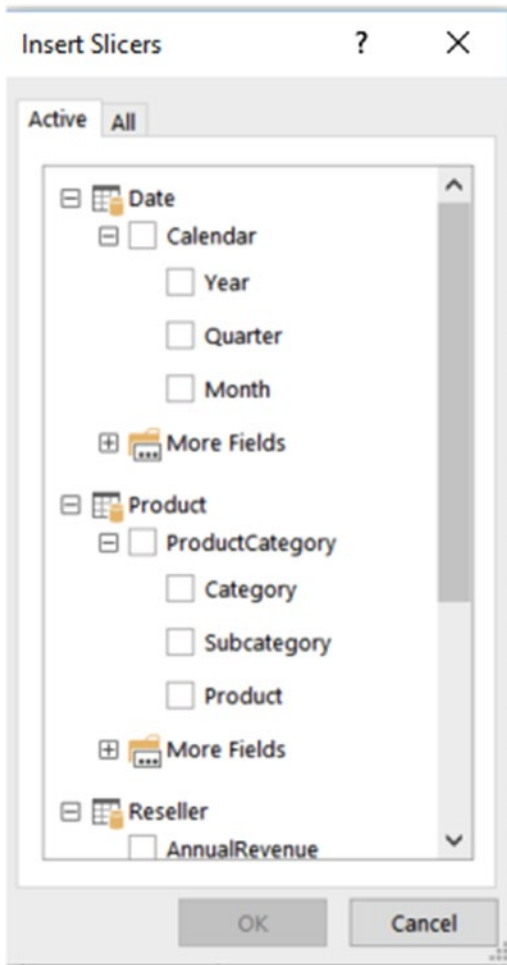 Insert Slicers ?
Active All
Date
Calendar
Year
Quarter
Month
More Fields
Product
ProductCategory
Category
Subcategory
Product
More Fields
Reseller
AnnualRevenue
OK Cancel